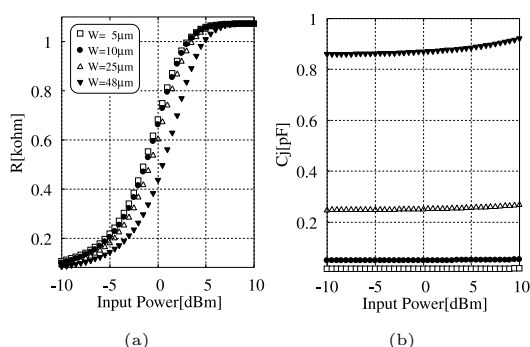 1
0.8
0.6
0.4
0.2
R[kohm]
W= 5μm
W=10μm
W=25μm
W=48μm
-10 -5 0 5 10
Input Power[dBm]
(a)
1
0.8
0.6
0.4
0.2
0
Cj[pF]
-10 -5 0 5 10
Input Power[dBm]
(b)